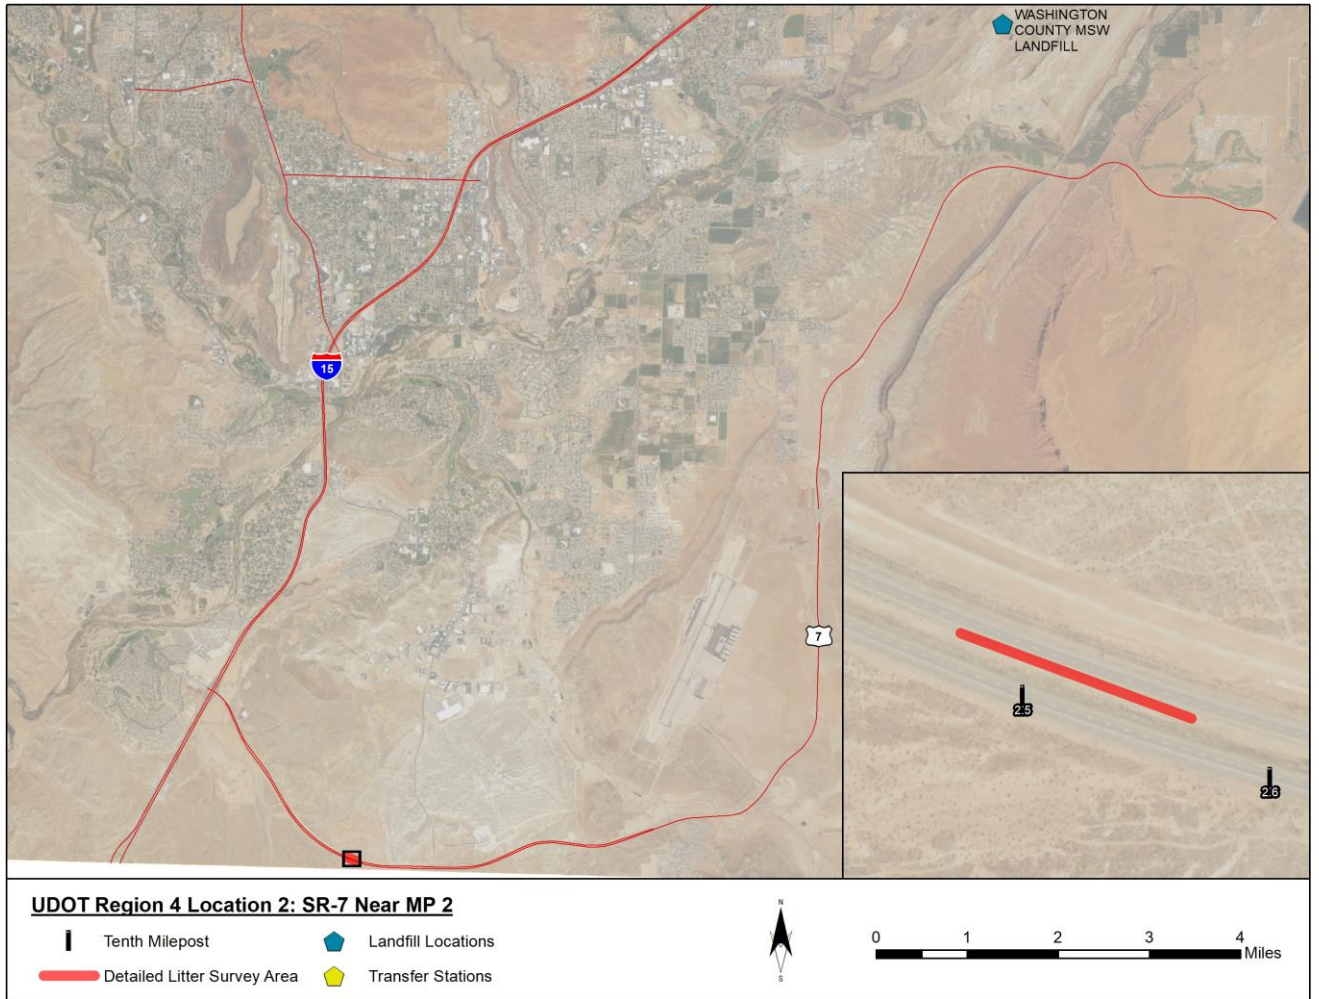 WASHINGTON
COUNTY MSW
LANDFILL
15
7
2.5
2.6
UDOT Region 4 Location 2: SR-7 Near MP 2
Tenth Milepost
Landfill Locations
Detailed Litter Survey Area
Transfer Stations
N
S
0 1 2 3 4
Miles